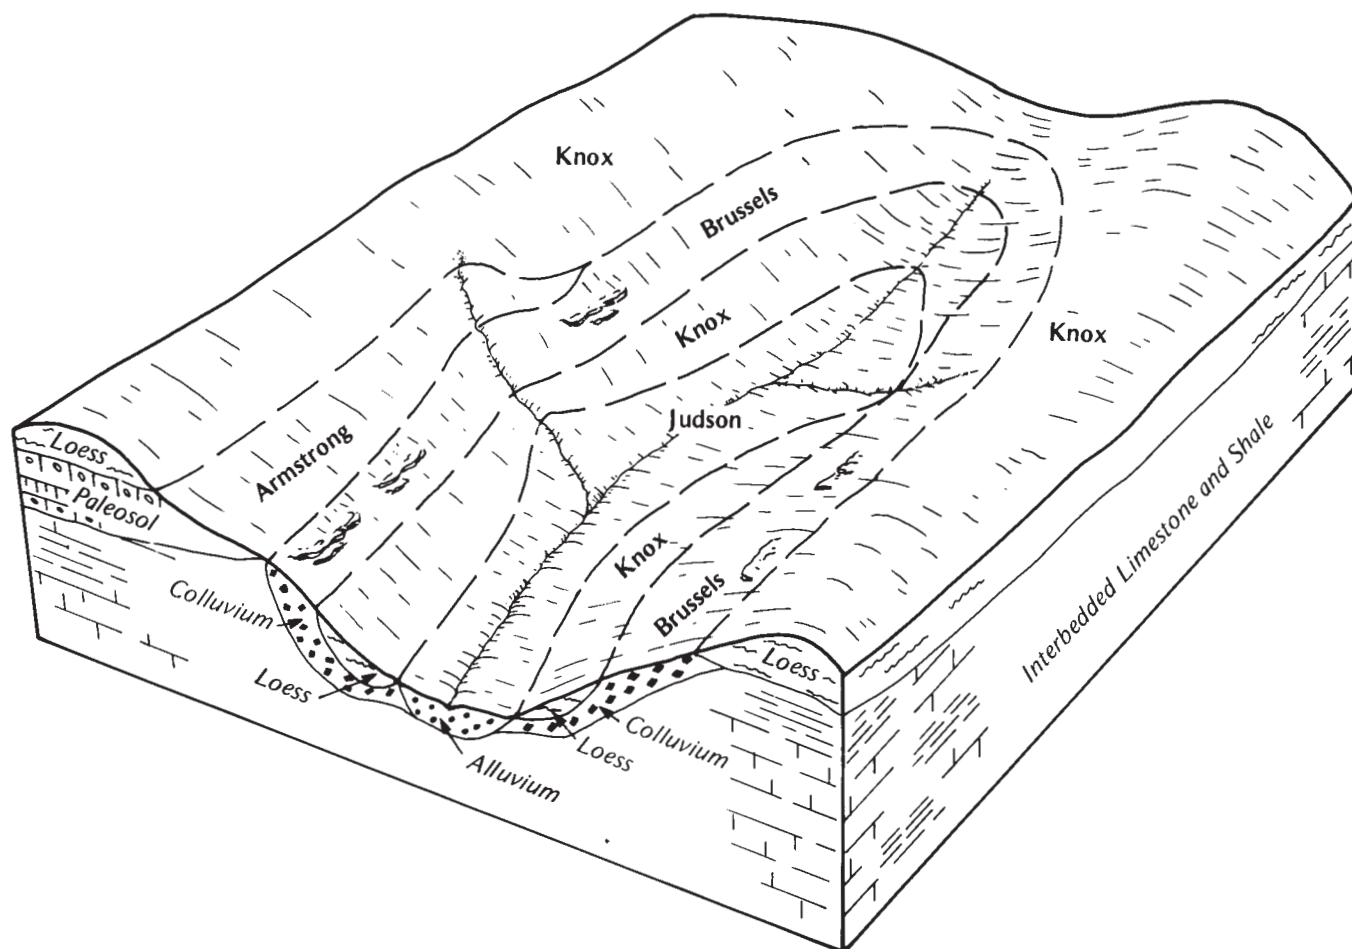 Knox
Brussels
Knox
Knox
Judson
Armstrong
Loess
Paleosol
Knox
Brussels
Colluvium
Loess
Loess
Colluvium
Loess
Alluvium
Interbedded Limestone and Shale